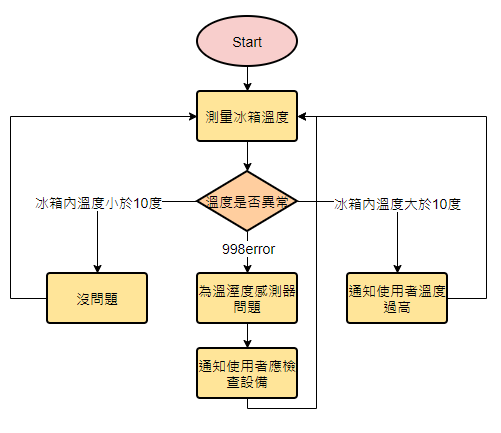 Start
測量冰箱溫度
溫度是否異常
冰箱內溫度小於10度
冰箱內溫度大於10度
998error
沒問題
為溫溼度感測器
問題
通知使用者溫度
過高
通知使用者應檢
查設備